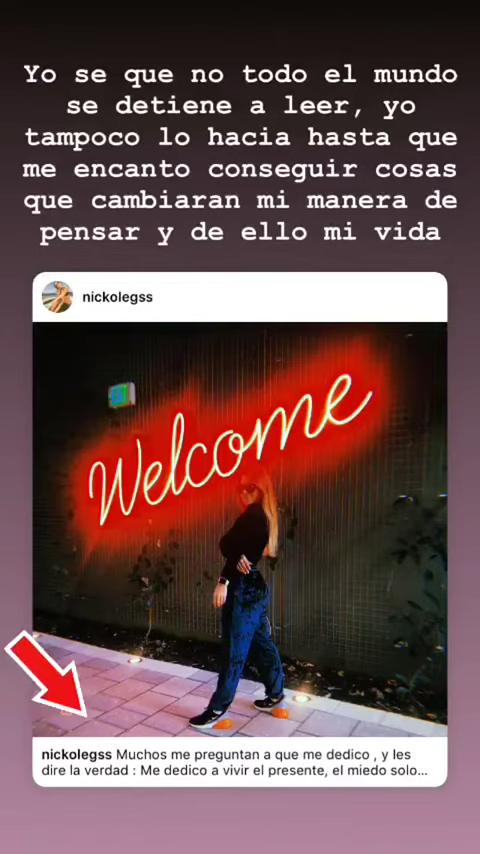 Yo se que no todo el mundo
se detiene a leer, yo
tampoco lo hacia hasta que
me encanto conseguir cosas
que cambiaran mi manera de
pensar y de ello mi vida
nickolegss
Welcome
nickolegss Muchos me preguntan a que me dedico , y les
dire la verdad : Me dedico a vivir el presente, el miedo solo...